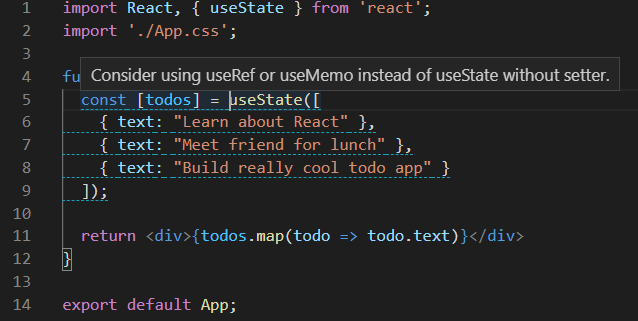 1 import React, { useState } from 'react';
2 import './App.css';
3
4 fu
Consider using useRef or useMemo instead of useState without setter.
5 const [todos] = useState([
6 { text: "Learn about React" },
7 { text: "Meet friend for lunch" },
8 { text: "Build really cool todo app" }
9 ]);
10
11 return <div>{todos.map(todo => todo.text)}</div>
12 }
13
14 export default App;